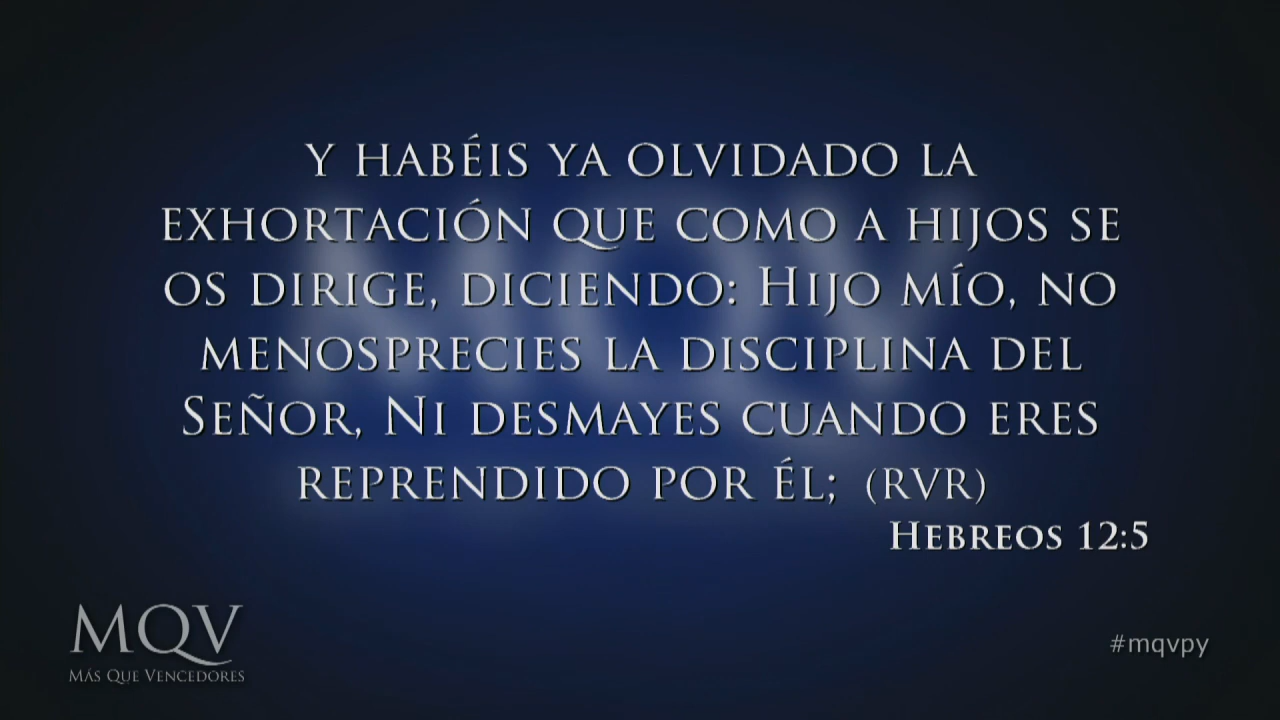 y habéis ya olvidado la
exhortación que como a hijos se
os dirige, diciendo: Hijo mío, no
menosprecies la disciplina del
Señor, Ni desmayes cuando eres
reprendido por él; (RVR)
Hebreos 12:5
MQV
Más Que Vencedores
#mqvpy